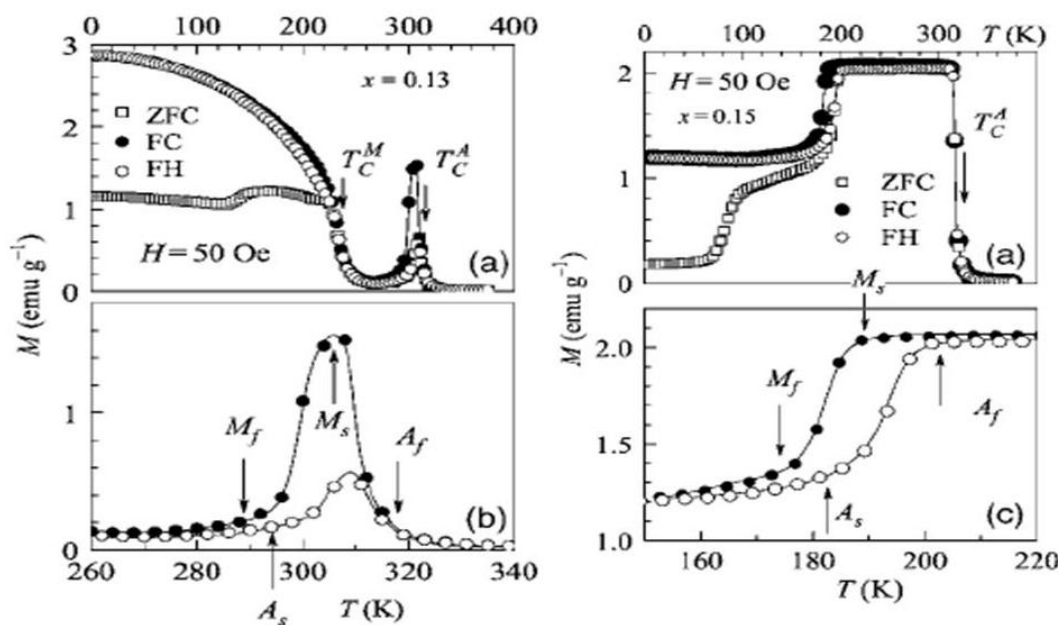 0 100 200 300 400
3
2
1
0
M (emu g⁻¹)
x = 0.13
ZFC
FC
FH
T_C^M
T_C^A
H = 50 Oe
(a)
1
0
M_f
M_s
A_f
A_s
(b)
260 280 300 320 340
T (K)
0 100 200 300 T (K)
2
1
0
M (emu g⁻¹)
H = 50 Oe
x = 0.15
T_C^A
ZFC
FC
FH
(a)
M_s
2.0
1.5
1.0
M_f
A_f
A_s
(c)
160 180 200 220
T (K)